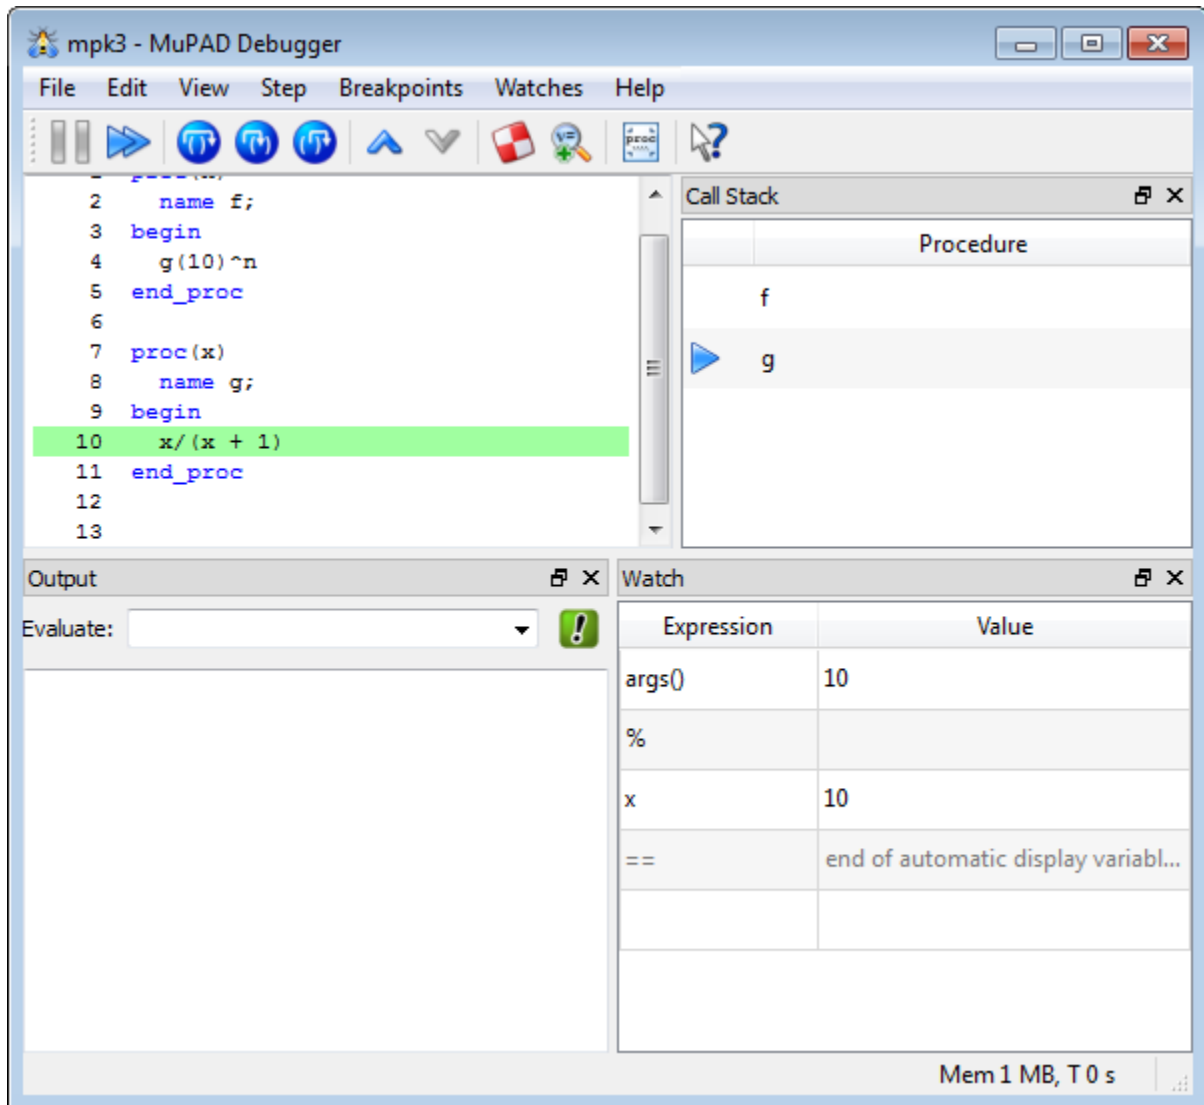 mpk3 - MuPAD Debugger
File Edit View Step Breakpoints Watches Help
proc
2 name f;
3 begin
4 g(10)^n
5 end_proc
6
7 proc(x)
8 name g;
9 begin
10 x/(x + 1)
11 end_proc
12
13
Call Stack
Procedure
f
g
Output
Evaluate:
Watch
Expression Value
args() 10
%
x 10
== end of automatic display variabl...
Mem 1 MB, T 0 s